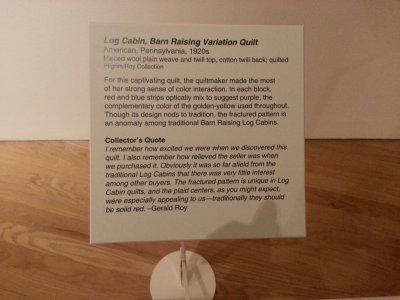 Log Cabin, Barn Raising Variation Quilt
American, Pennsylvania, 1920s
Pieced wool plain weave and twill top, cotton twill back; quilted
Pilgrim/Roy Collection
For this captivating quilt, the quiltmaker made the most
of her strong sense of color interaction. In each block,
red and blue strips optically mix to suggest purple, the
complementary color of the golden-yellow used throughout.
Though its design nods to tradition, the fractured pattern is
an anomaly among traditional Barn Raising Log Cabins.
Collector's Quote
I remember how excited we were when we discovered this
quilt. I also remember how relieved the seller was when
we purchased it. Obviously it was so far afield from the
traditional Log Cabins that there was very little interest
among other buyers. The fractured pattern is unique in Log
Cabin quilts, and the plaid centers, as you might expect,
were especially appealing to us—traditionally they should
be solid red. –Gerald Roy